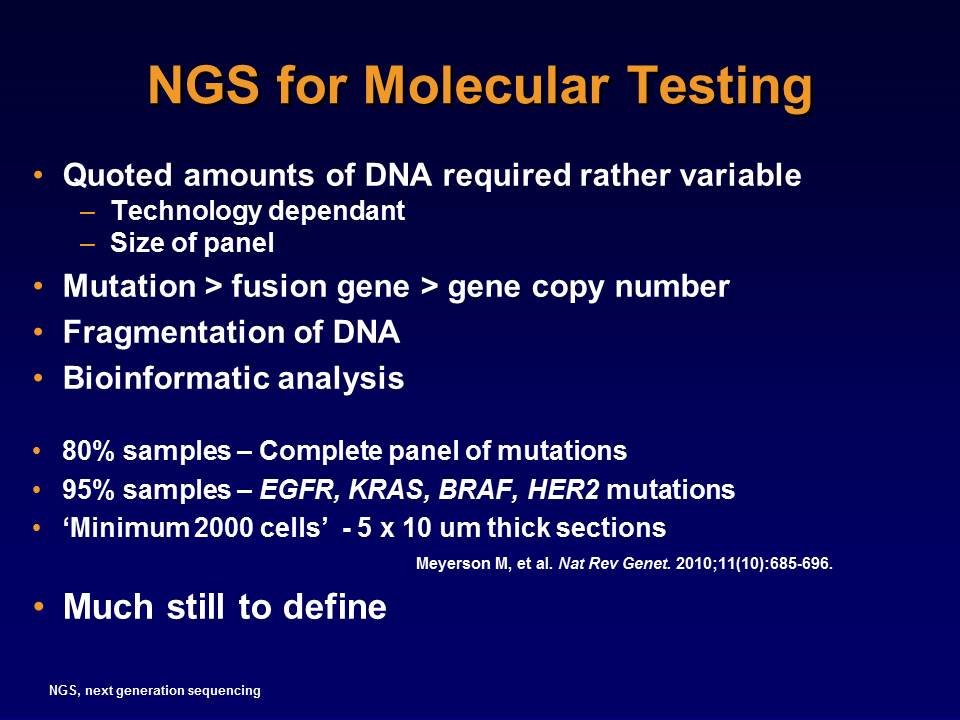 NGS for Molecular Testing
• Quoted amounts of DNA required rather variable
– Technology dependant
– Size of panel
• Mutation > fusion gene > gene copy number
• Fragmentation of DNA
• Bioinformatic analysis
• 80% samples – Complete panel of mutations
• 95% samples – EGFR, KRAS, BRAF, HER2 mutations
• ‘Minimum 2000 cells’ - 5 x 10 um thick sections
Meyerson M, et al. Nat Rev Genet. 2010;11(10):685-696.
• Much still to define
NGS, next generation sequencing